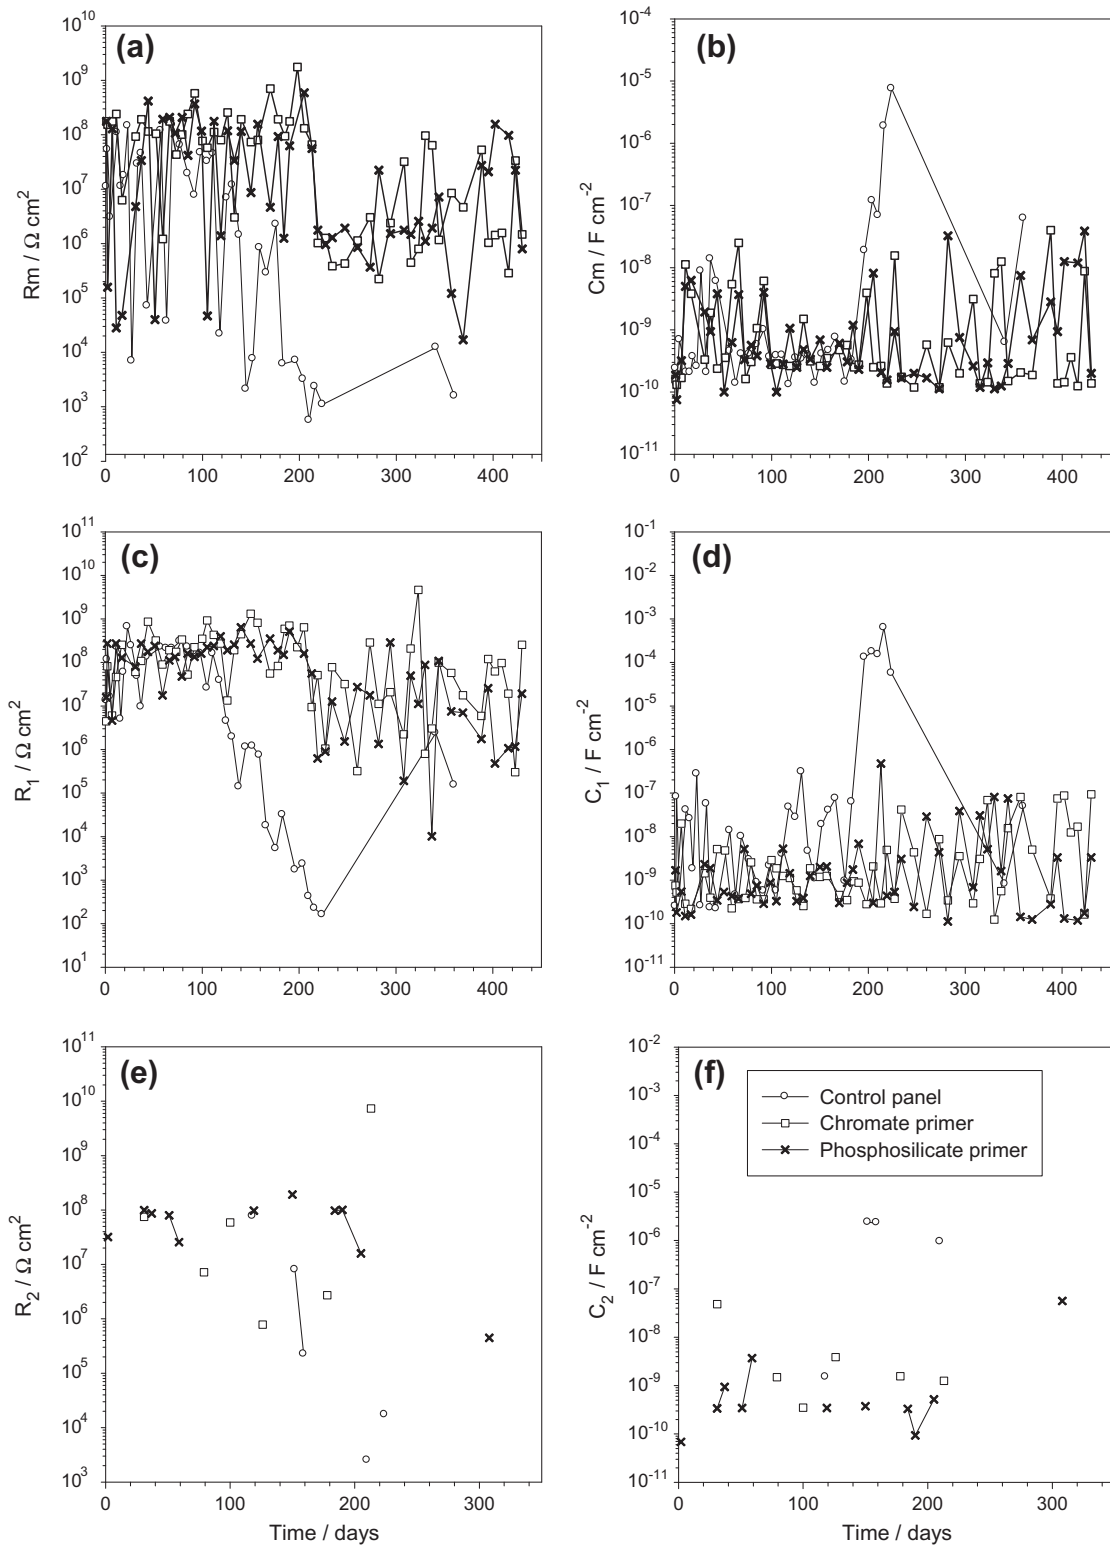 (a)
10^10
10^9
10^8
10^7
10^6
10^5
10^4
10^3
10^2
Rm / Ω cm^2
0 100 200 300 400
(b)
10^-4
10^-5
10^-6
10^-7
10^-8
10^-9
10^-10
10^-11
Cm / F cm^-2
0 100 200 300 400
(c)
10^11
10^10
10^9
10^8
10^7
10^6
10^5
10^4
10^3
10^2
10^1
R_1 / Ω cm^2
0 100 200 300 400
(d)
10^-1
10^-2
10^-3
10^-4
10^-5
10^-6
10^-7
10^-8
10^-9
10^-10
10^-11
C_1 / F cm^-2
0 100 200 300 400
(e)
10^11
10^10
10^9
10^8
10^7
10^6
10^5
10^4
10^3
R_2 / Ω cm^2
0 100 200 300
Time / days
(f)
10^-2
10^-3
10^-4
10^-5
10^-6
10^-7
10^-8
10^-9
10^-10
10^-11
C_2 / F cm^-2
Control panel
Chromate primer
Phosphosilicate primer
0 100 200 300
Time / days